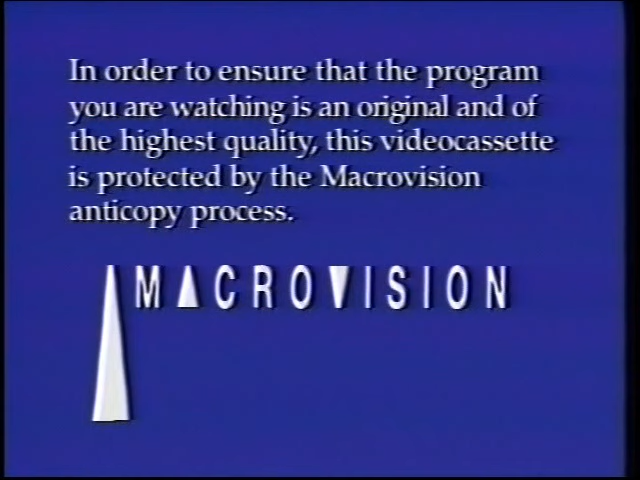 In order to ensure that the program
you are watching is an original and of
the highest quality, this videocassette
is protected by the Macrovision
anticopy process.
MACROVISION